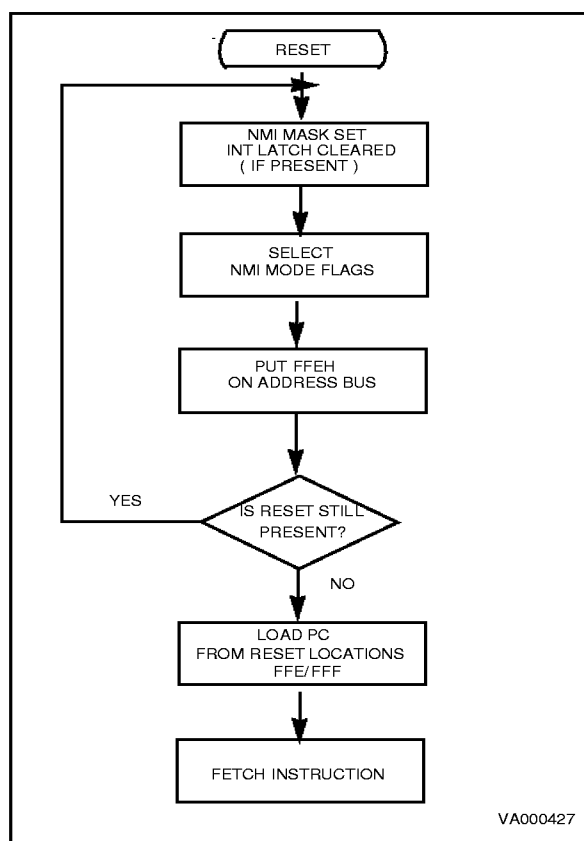 RESET
NMI MASK SET
INT LATCH CLEARED
( IF PRESENT )
SELECT
NMI MODE FLAGS
PUT FFEH
ON ADDRESS BUS
YES
IS RESET STILL
PRESENT?
NO
LOAD PC
FROM RESET LOCATIONS
FFE/FFF
FETCH INSTRUCTION
VA000427